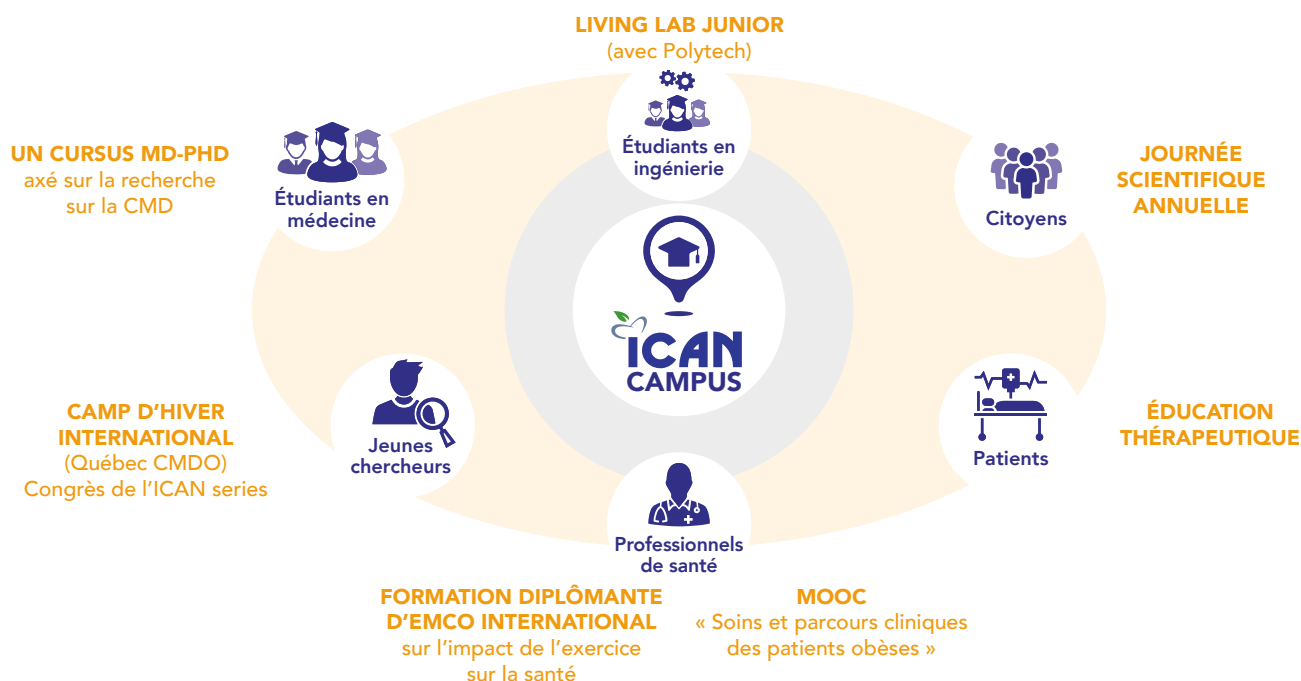 LIVING LAB JUNIOR
(avec Polytech)
Étudiants en
ingénierie
UN CURSUS MD-PHD
axé sur la recherche
sur la CMD
Étudiants en
médecine
Citoyens
JOURNÉE
SCIENTIFIQUE
ANNUELLE
ICAN
CAMPUS
CAMP D’HIVER
INTERNATIONAL
(Québec CMDO)
Congrès de l’ICAN series
Jeunes
chercheurs
Patients
ÉDUCATION
THÉRAPEUTIQUE
Professionnels
de santé
FORMATION DIPLÔMANTE
D’EMCO INTERNATIONAL
sur l’impact de l’exercice
sur la santé
MOOC
« Soins et parcours cliniques
des patients obèses »